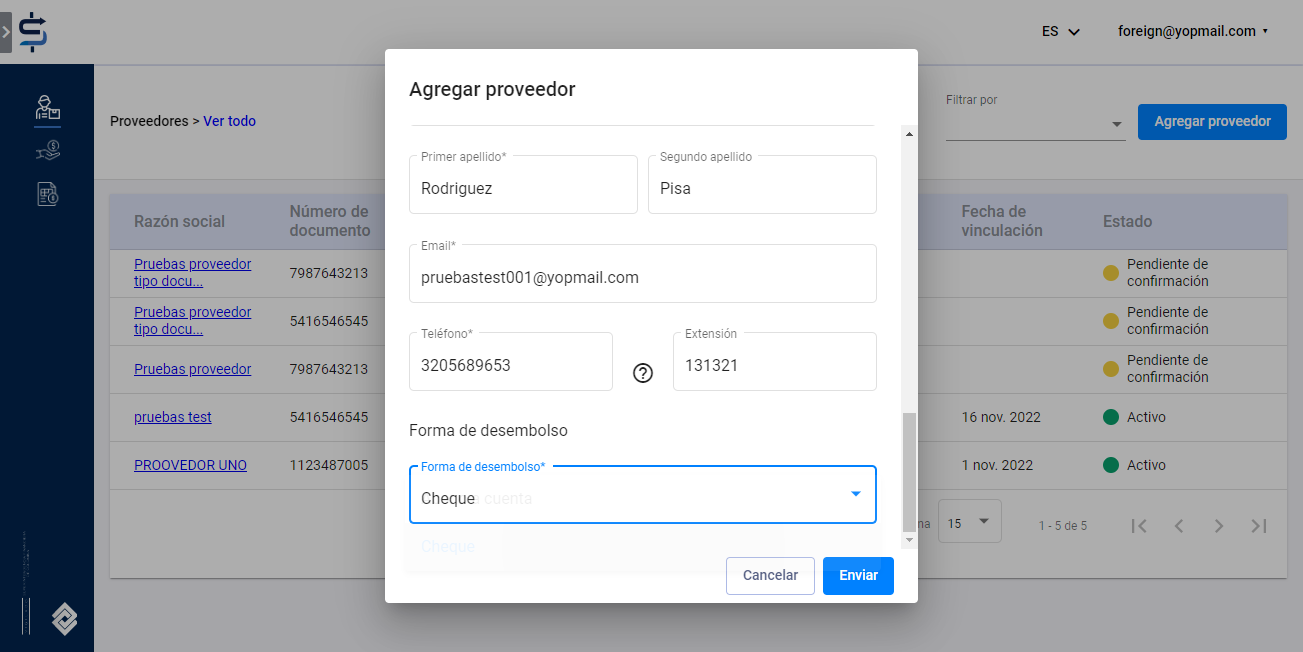 ES
foreign@yopmail.com
Proveedores > Ver todo
Filtrar por
Agregar proveedor
Razón social
Número de documento
Fecha de vinculación
Estado
Pruebas proveedor tipo docu...
7987643213
Pendiente de confirmación
Pruebas proveedor tipo docu...
5416546545
Pendiente de confirmación
Pruebas proveedor
7987643213
Pendiente de confirmación
pruebas test
5416546545
16 nov. 2022
Activo
PROOVEDOR UNO
1123487005
1 nov. 2022
Activo
na
15
1 - 5 de 5
Agregar proveedor
Primer apellido*
Rodriguez
Segundo apellido
Pisa
Email*
pruebastest001@yopmail.com
Teléfono*
3205689653
Extensión
131321
Forma de desembolso
Forma de desembolso*
Cheque
cuenta
Cheque
Cancelar
Enviar